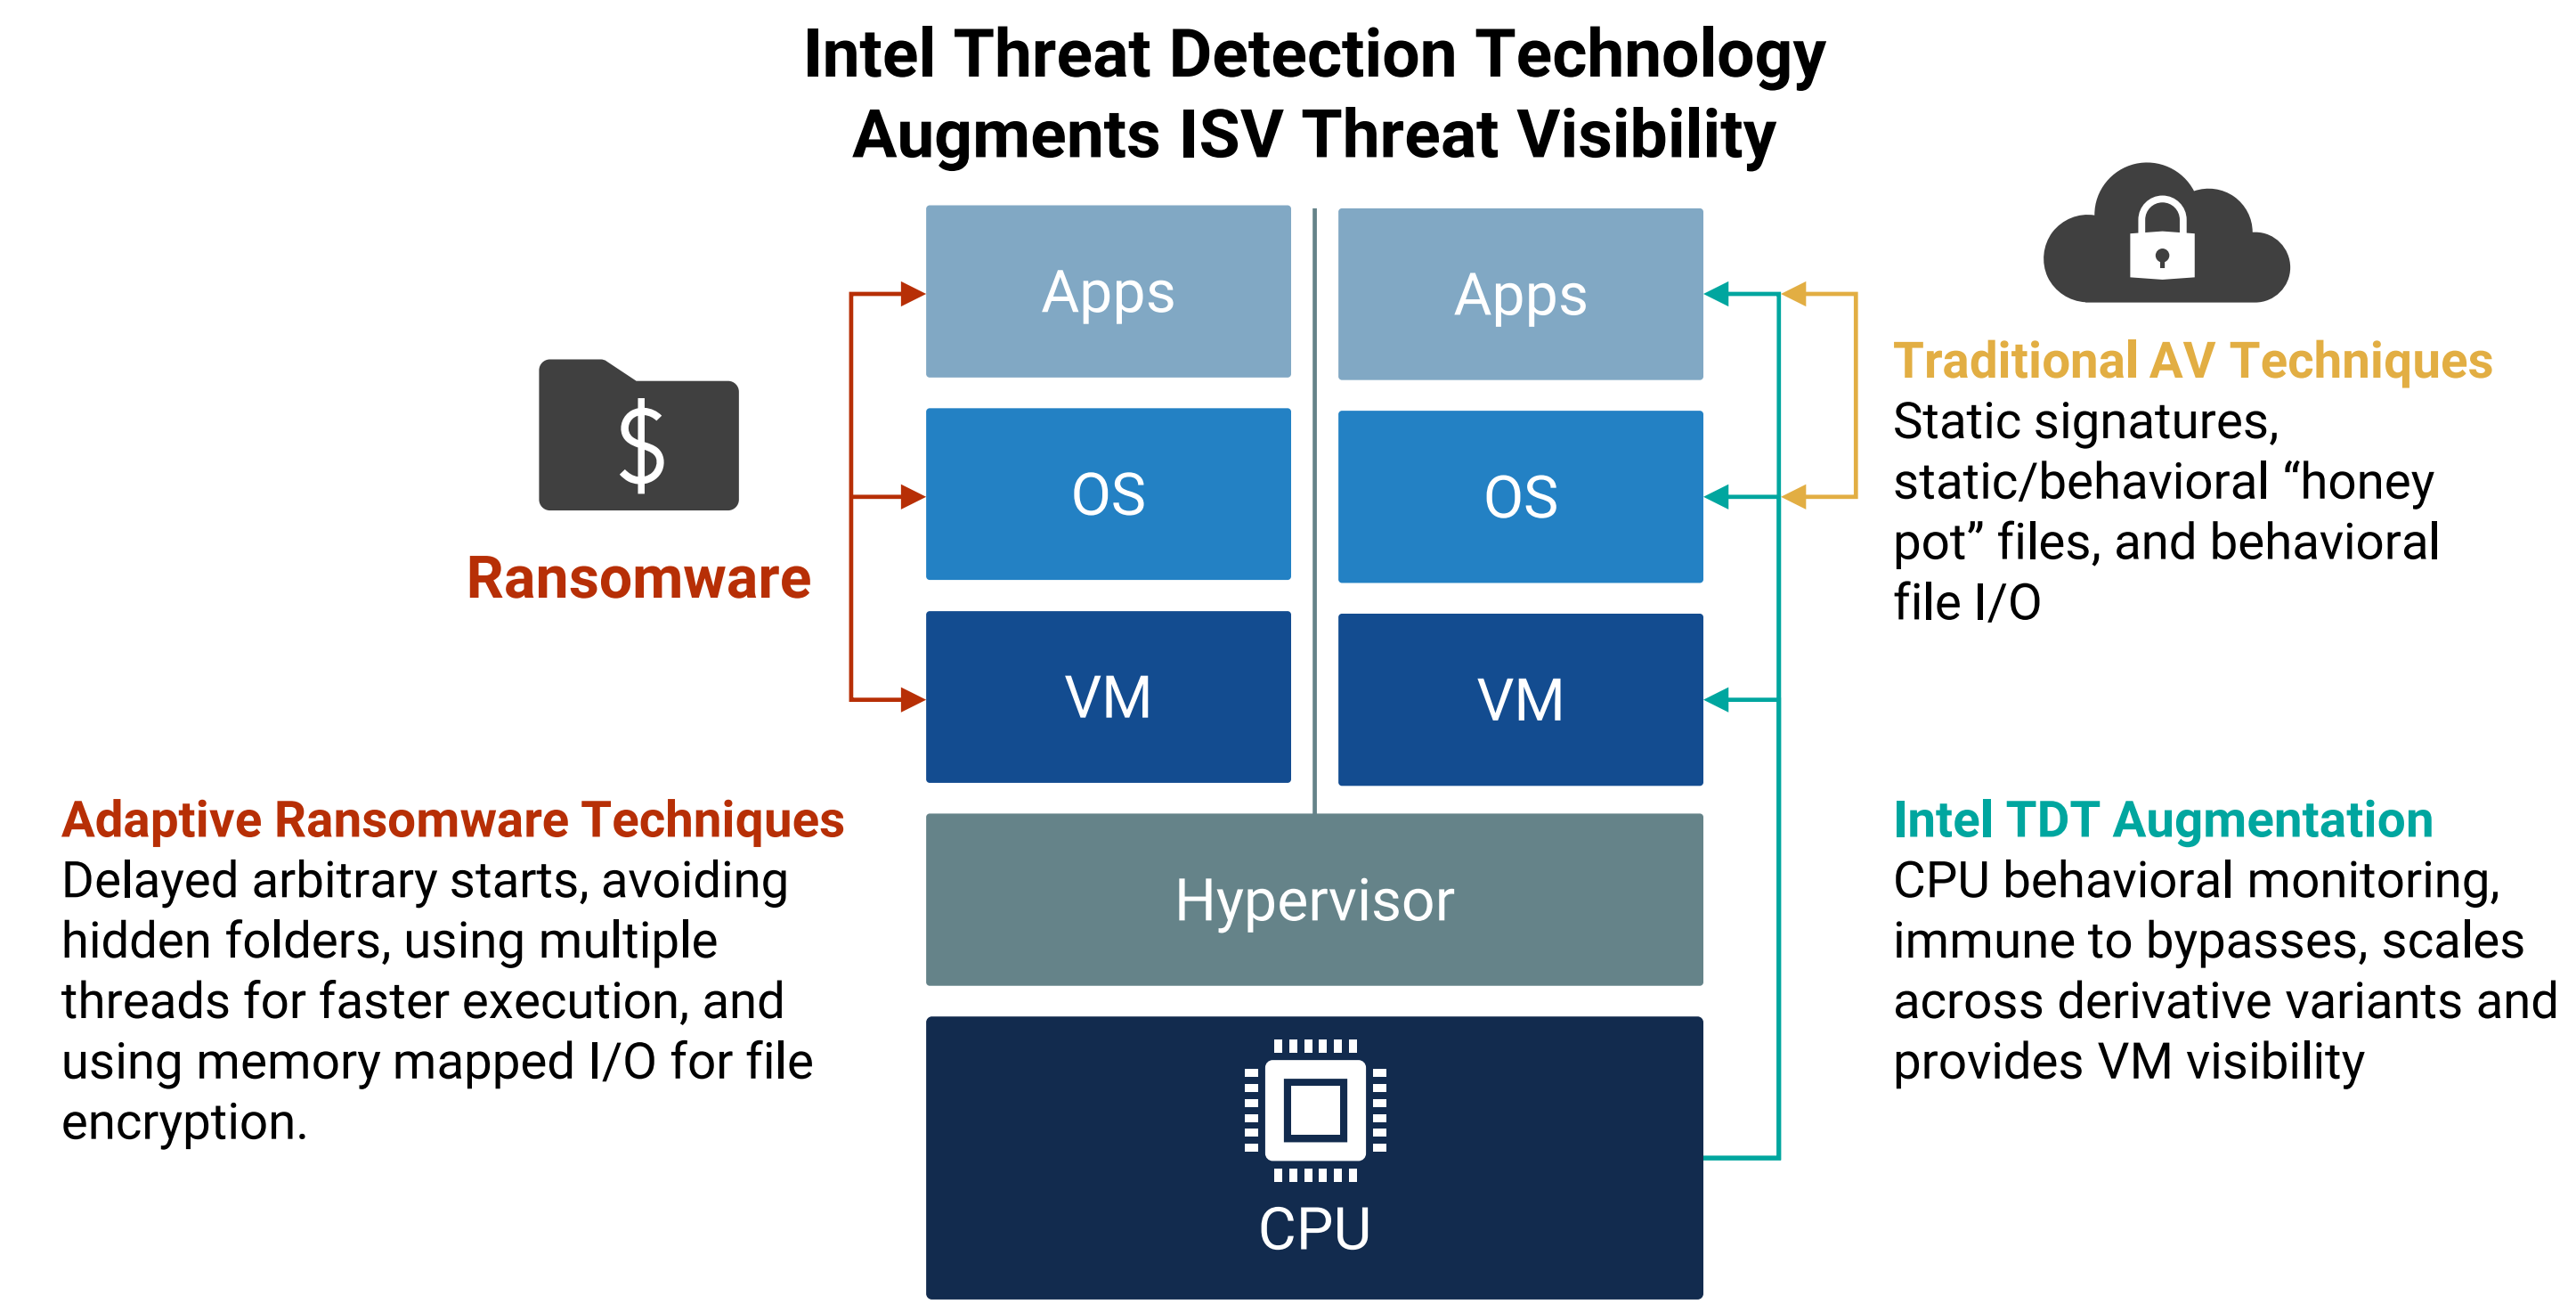 Intel Threat Detection Technology
Augments ISV Threat Visibility
$
Ransomware
Adaptive Ransomware Techniques
Delayed arbitrary starts, avoiding
hidden folders, using multiple
threads for faster execution, and
using memory mapped I/O for file
encryption.
Apps
Apps
OS
OS
VM
VM
Hypervisor
CPU
Traditional AV Techniques
Static signatures,
static/behavioral “honey
pot” files, and behavioral
file I/O
Intel TDT Augmentation
CPU behavioral monitoring,
immune to bypasses, scales
across derivative variants and
provides VM visibility